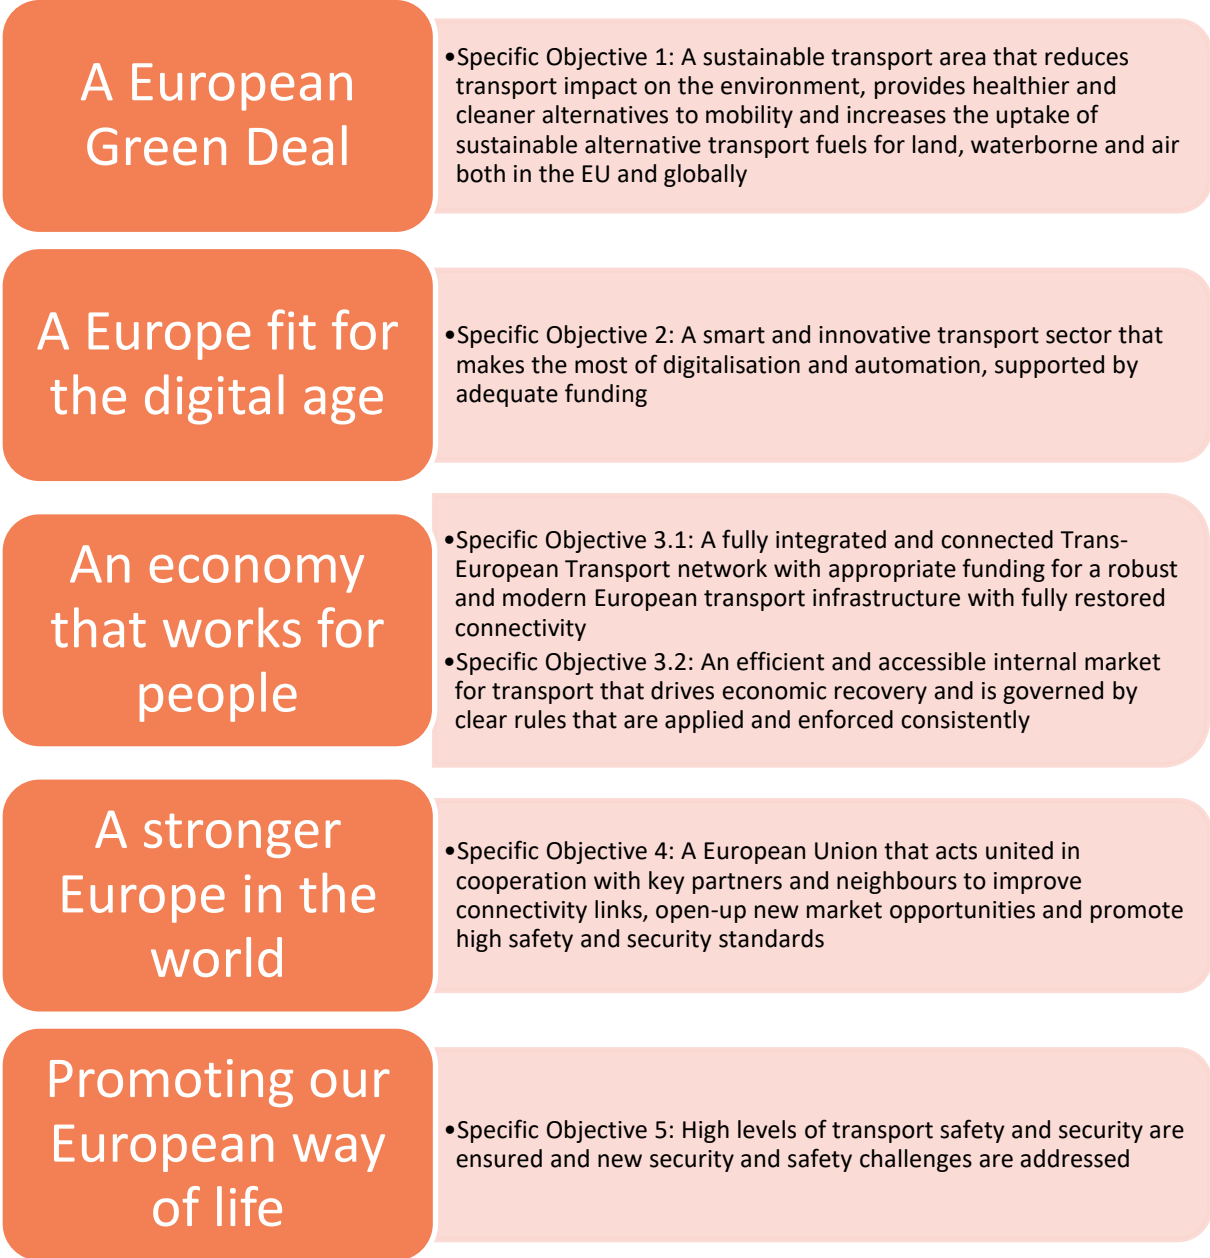 A European
Green Deal
•Specific Objective 1: A sustainable transport area that reduces
transport impact on the environment, provides healthier and
cleaner alternatives to mobility and increases the uptake of
sustainable alternative transport fuels for land, waterborne and air
both in the EU and globally
A Europe fit for
the digital age
•Specific Objective 2: A smart and innovative transport sector that
makes the most of digitalisation and automation, supported by
adequate funding
An economy
that works for
people
•Specific Objective 3.1: A fully integrated and connected Trans-
European Transport network with appropriate funding for a robust
and modern European transport infrastructure with fully restored
connectivity
•Specific Objective 3.2: An efficient and accessible internal market
for transport that drives economic recovery and is governed by
clear rules that are applied and enforced consistently
A stronger
Europe in the
world
•Specific Objective 4: A European Union that acts united in
cooperation with key partners and neighbours to improve
connectivity links, open-up new market opportunities and promote
high safety and security standards
Promoting our
European way
of life
•Specific Objective 5: High levels of transport safety and security are
ensured and new security and safety challenges are addressed